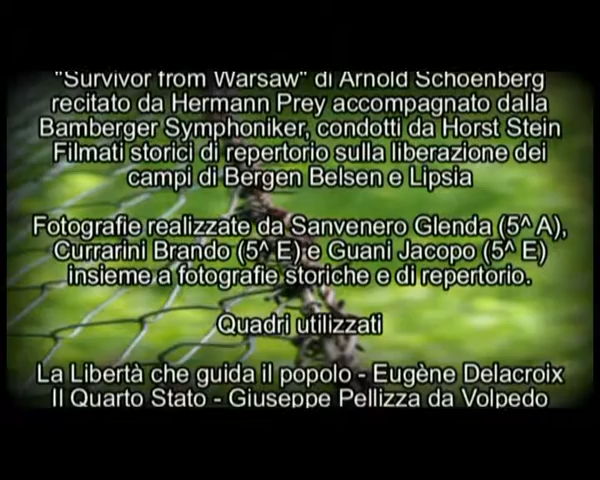 "Survivor from Warsaw" di Arnold Schoenberg
recitato da Hermann Prey accompagnato dalla
Bamberger Symphoniker, condotti da Horst Stein
Filmati storici di repertorio sulla liberazione dei
campi di Bergen Belsen e Lipsia
Fotografie realizzate da Sanvenero Glenda (5^ A),
Currarini Brando (5^ E) e Guani Jacopo (5^ E)
insieme a fotografie storiche e di repertorio.
Quadri utilizzati
La Libertà che guida il popolo - Eugène Delacroix
Il Quarto Stato - Giuseppe Pellizza da Volpedo